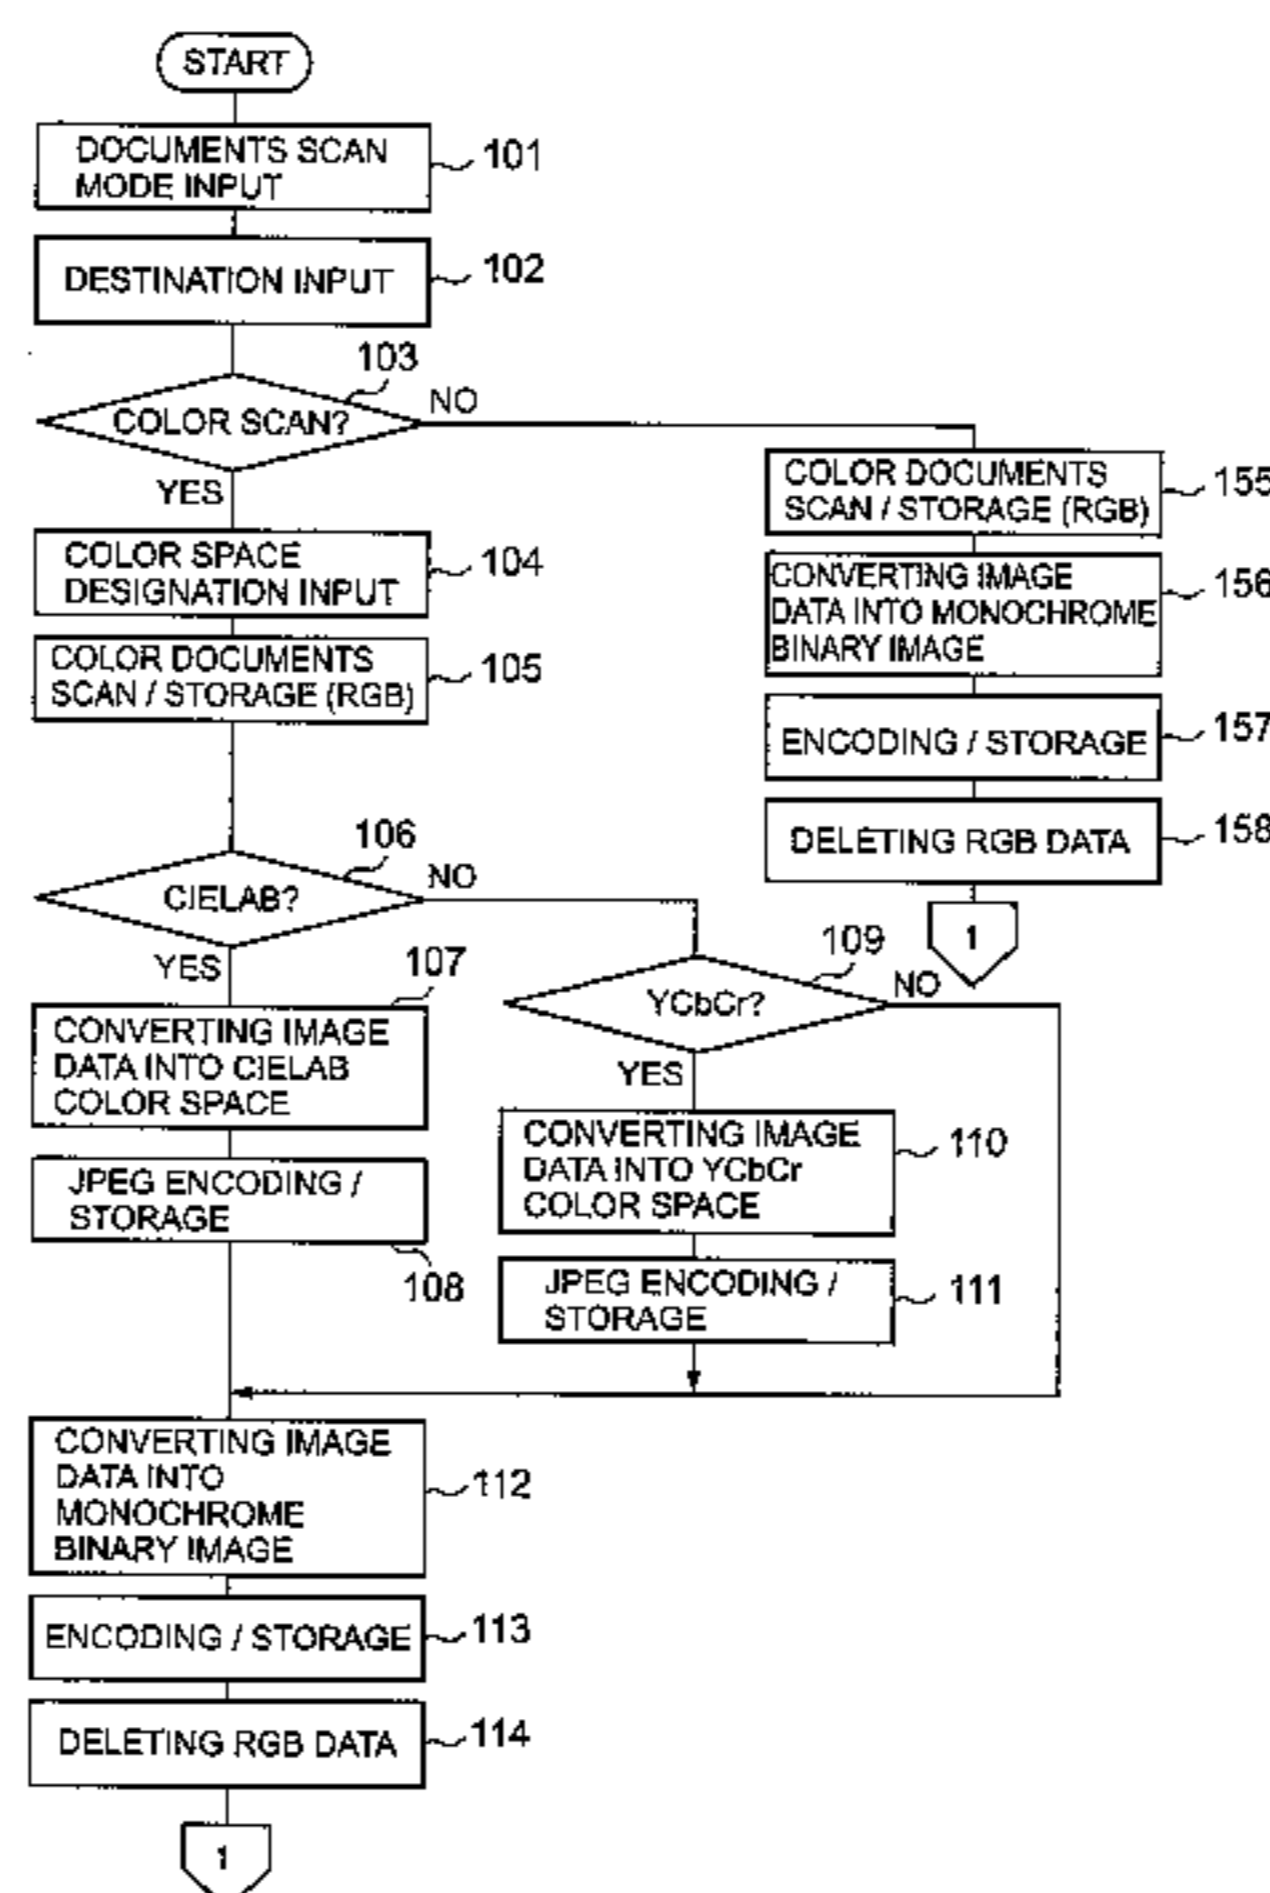 START
DOCUMENTS SCAN
MODE INPUT
101
DESTINATION INPUT
102
103
COLOR SCAN?
NO
YES
COLOR SPACE
DESIGNATION INPUT
104
COLOR DOCUMENTS
SCAN / STORAGE (RGB)
105
COLOR DOCUMENTS
SCAN / STORAGE (RGB)
155
CONVERTING IMAGE
DATA INTO MONOCHROME
BINARY IMAGE
156
ENCODING / STORAGE
157
DELETING RGB DATA
158
1
106
CIELAB?
NO
YES
107
CONVERTING IMAGE
DATA INTO CIELAB
COLOR SPACE
JPEG ENCODING /
STORAGE
108
109
YCbCr?
NO
YES
CONVERTING IMAGE
DATA INTO YCbCr
COLOR SPACE
110
JPEG ENCODING /
STORAGE
111
CONVERTING IMAGE
DATA INTO
MONOCHROME
BINARY IMAGE
112
ENCODING / STORAGE
113
DELETING RGB DATA
114
1